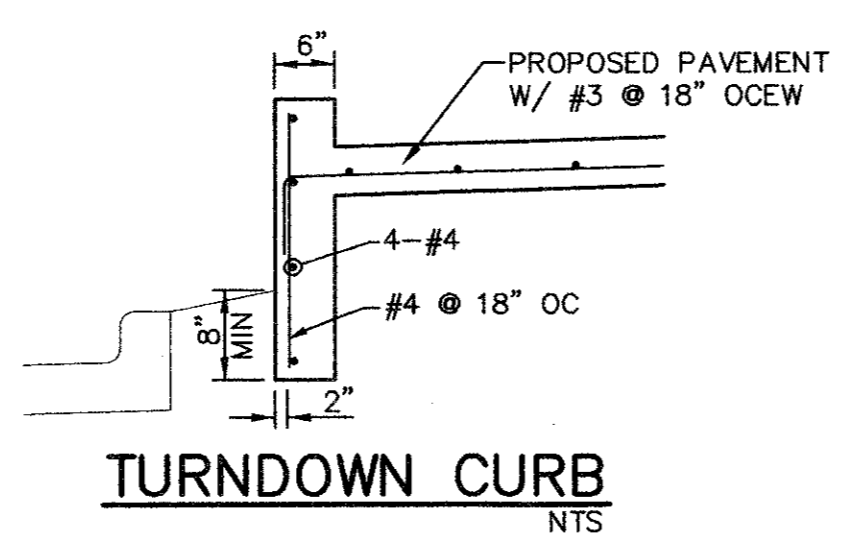 6"
PROPOSED PAVEMENT
W/ #3 @ 18" OCEW
4-#4
#4 @ 18" OC
8"
MIN
2"
TURNDOWN CURB
NTS